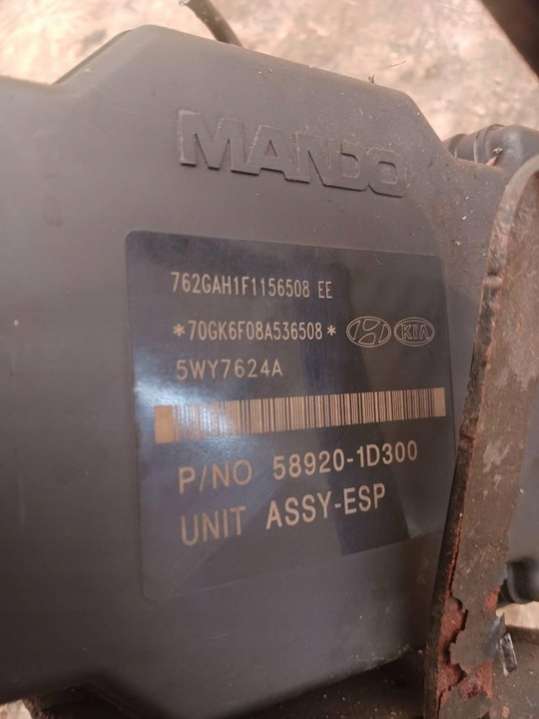 MANDO
762GAH1F1156508 EE
*70GK6F08A536508* KIA
5WY7624A
P/NO 58920-1D300
UNIT ASSY-ESP